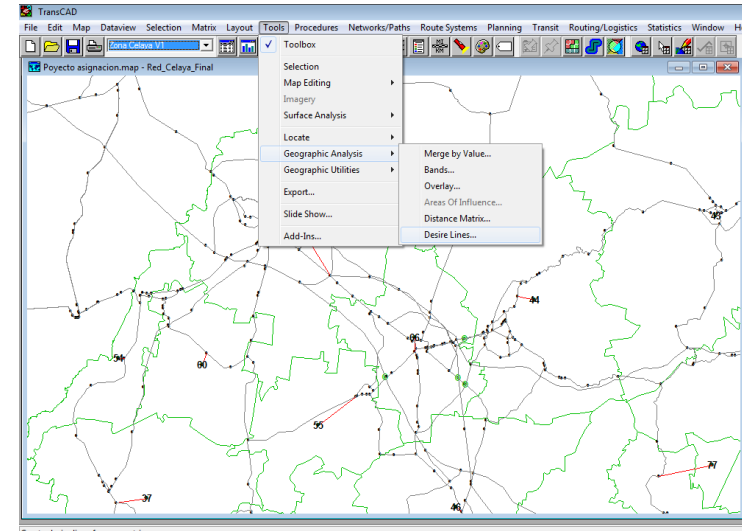 TransCAD
File Edit Map Dataview Selection Matrix Layout Tools Procedures Networks/Paths Route Systems Planning Transit Routing/Logistics Statistics Window H
Zona Celaya V1
Poyecto asignacion.map - Red_Celaya_Final
Toolbox
Selection
Map Editing
Imagery
Surface Analysis
Locate
Geographic Analysis
Geographic Utilities
Export...
Slide Show...
Add-Ins...
Merge by Value...
Bands...
Overlay...
Areas Of Influence...
Distance Matrix...
Desire Lines...
45
44
54
60
55
37
46
77